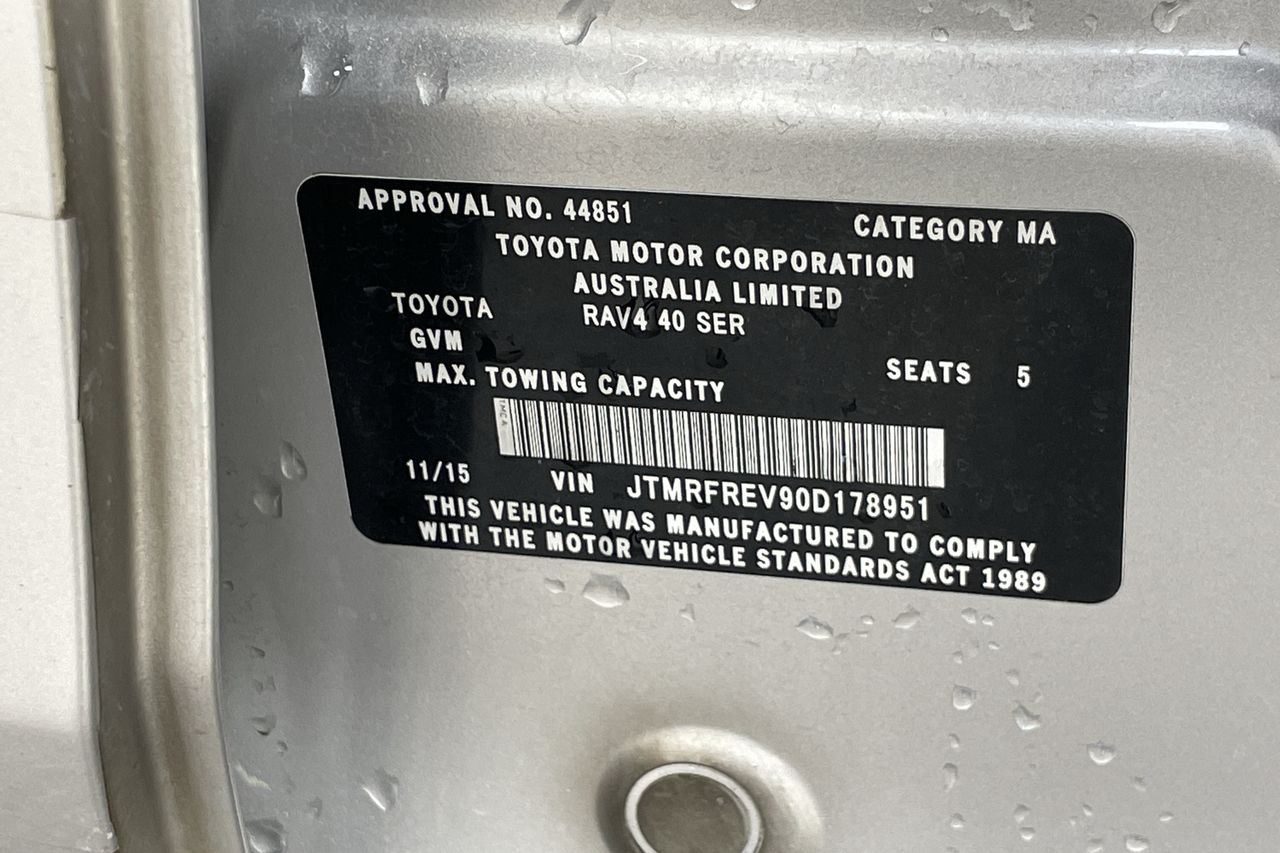 APPROVAL NO. 44851 CATEGORY MA
TOYOTA MOTOR CORPORATION
AUSTRALIA LIMITED
TOYOTA RAV4 40 SER
GVM
SEATS 5
MAX. TOWING CAPACITY
TMCA
11/15 VIN JTMRFREV90D178951
THIS VEHICLE WAS MANUFACTURED TO COMPLY
WITH THE MOTOR VEHICLE STANDARDS ACT 1989